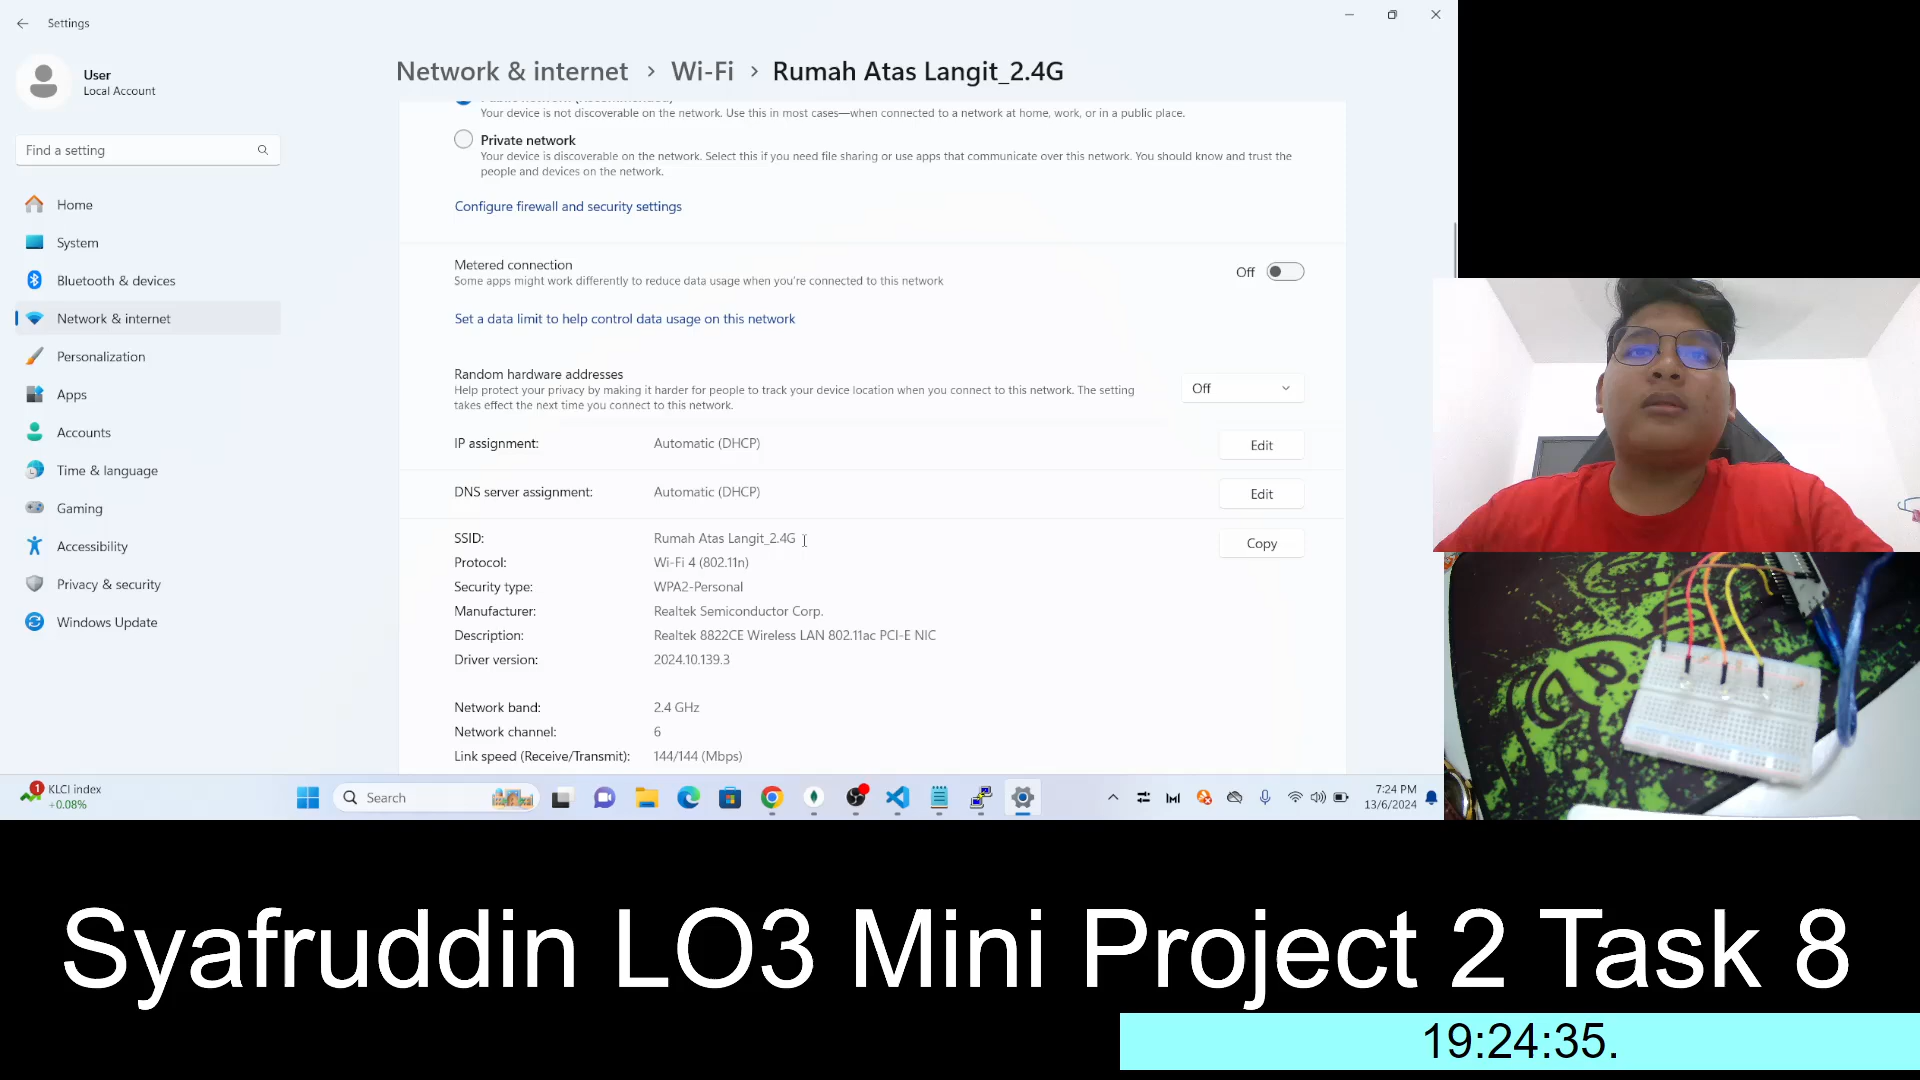 Settings
User
Local Account
Find a setting
Home
System
Bluetooth & devices
Network & internet
Personalization
Apps
Accounts
Time & language
Gaming
Accessibility
Privacy & security
Windows Update
Network & internet > Wi-Fi > Rumah Atas Langit_2.4G
Public network (Recommended)
Your device is not discoverable on the network. Use this in most cases—when connected to a network at home, work, or in a public place.
Private network
Your device is discoverable on the network. Select this if you need file sharing or use apps that communicate over this network. You should know and trust the
people and devices on the network.
Configure firewall and security settings
Metered connection
Some apps might work differently to reduce data usage when you're connected to this network
Off
Set a data limit to help control data usage on this network
Random hardware addresses
Help protect your privacy by making it harder for people to track your device location when you connect to this network. The setting
takes effect the next time you connect to this network.
Off
IP assignment: Automatic (DHCP) Edit
DNS server assignment: Automatic (DHCP) Edit
SSID: Rumah Atas Langit_2.4G Copy
Protocol: Wi-Fi 4 (802.11n)
Security type: WPA2-Personal
Manufacturer: Realtek Semiconductor Corp.
Description: Realtek 8822CE Wireless LAN 802.11ac PCI-E NIC
Driver version: 2024.10.139.3
Network band: 2.4 GHz
Network channel: 6
Link speed (Receive/Transmit): 144/144 (Mbps)
1
KLCI index
+0.08%
Search
7:24 PM
13/6/2024
Syafruddin LO3 Mini Project 2 Task 8
19:24:35.